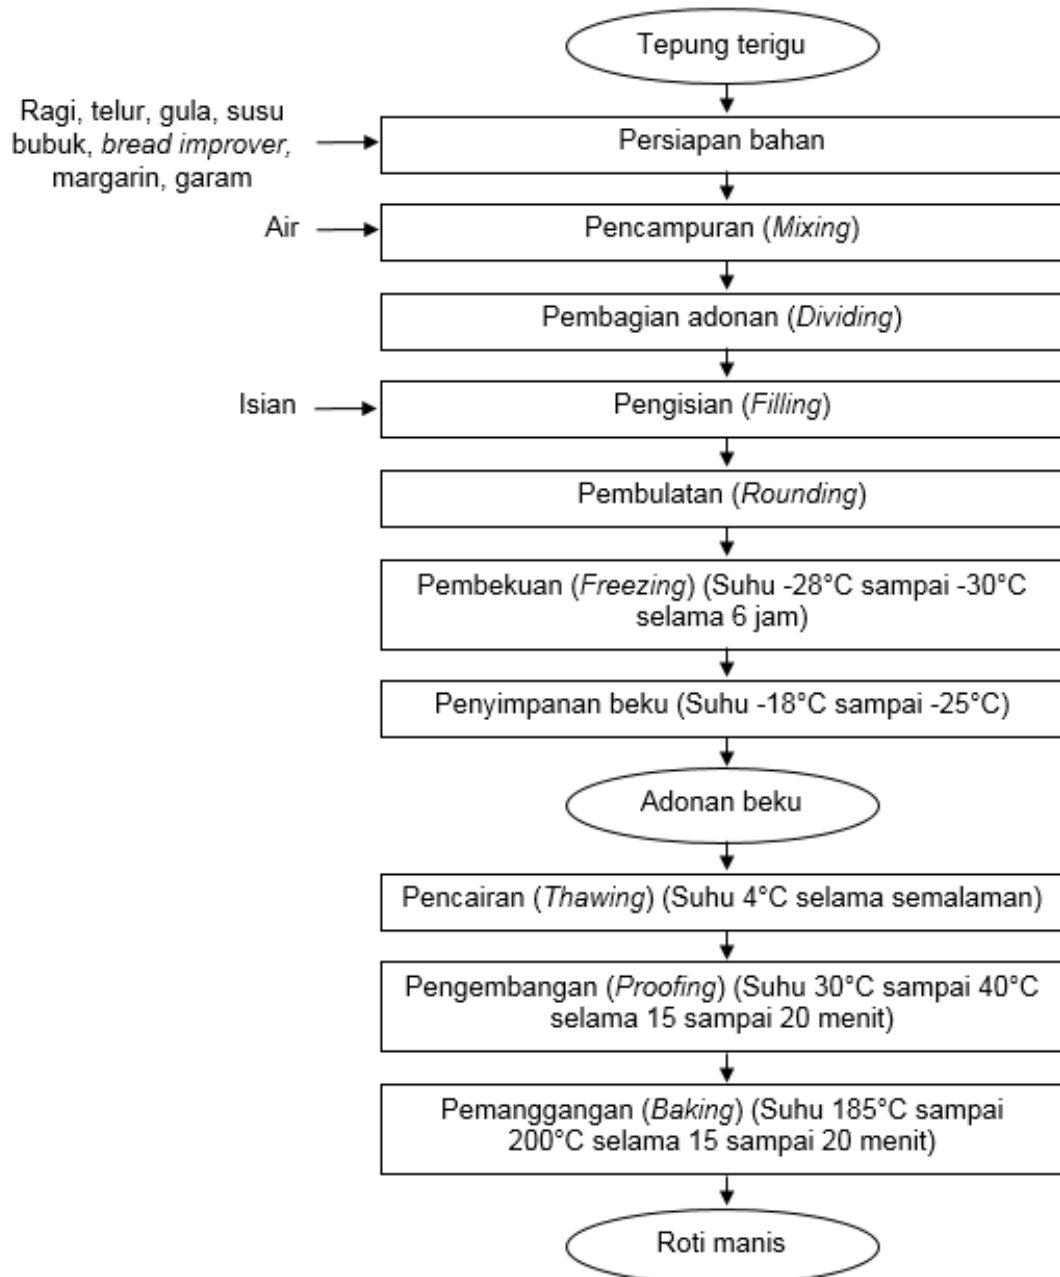 Tepung terigu
Ragi, telur, gula, susu
bubuk, bread improver,
margarin, garam
Persiapan bahan
Air
Pencampuran (Mixing)
Pembagian adonan (Dividing)
Isian
Pengisian (Filling)
Pembulatan (Rounding)
Pembekuan (Freezing) (Suhu -28°C sampai -30°C
selama 6 jam)
Penyimpanan beku (Suhu -18°C sampai -25°C)
Adonan beku
Pencairan (Thawing) (Suhu 4°C selama semalaman)
Pengembangan (Proofing) (Suhu 30°C sampai 40°C
selama 15 sampai 20 menit)
Pemanggangan (Baking) (Suhu 185°C sampai
200°C selama 15 sampai 20 menit)
Roti manis